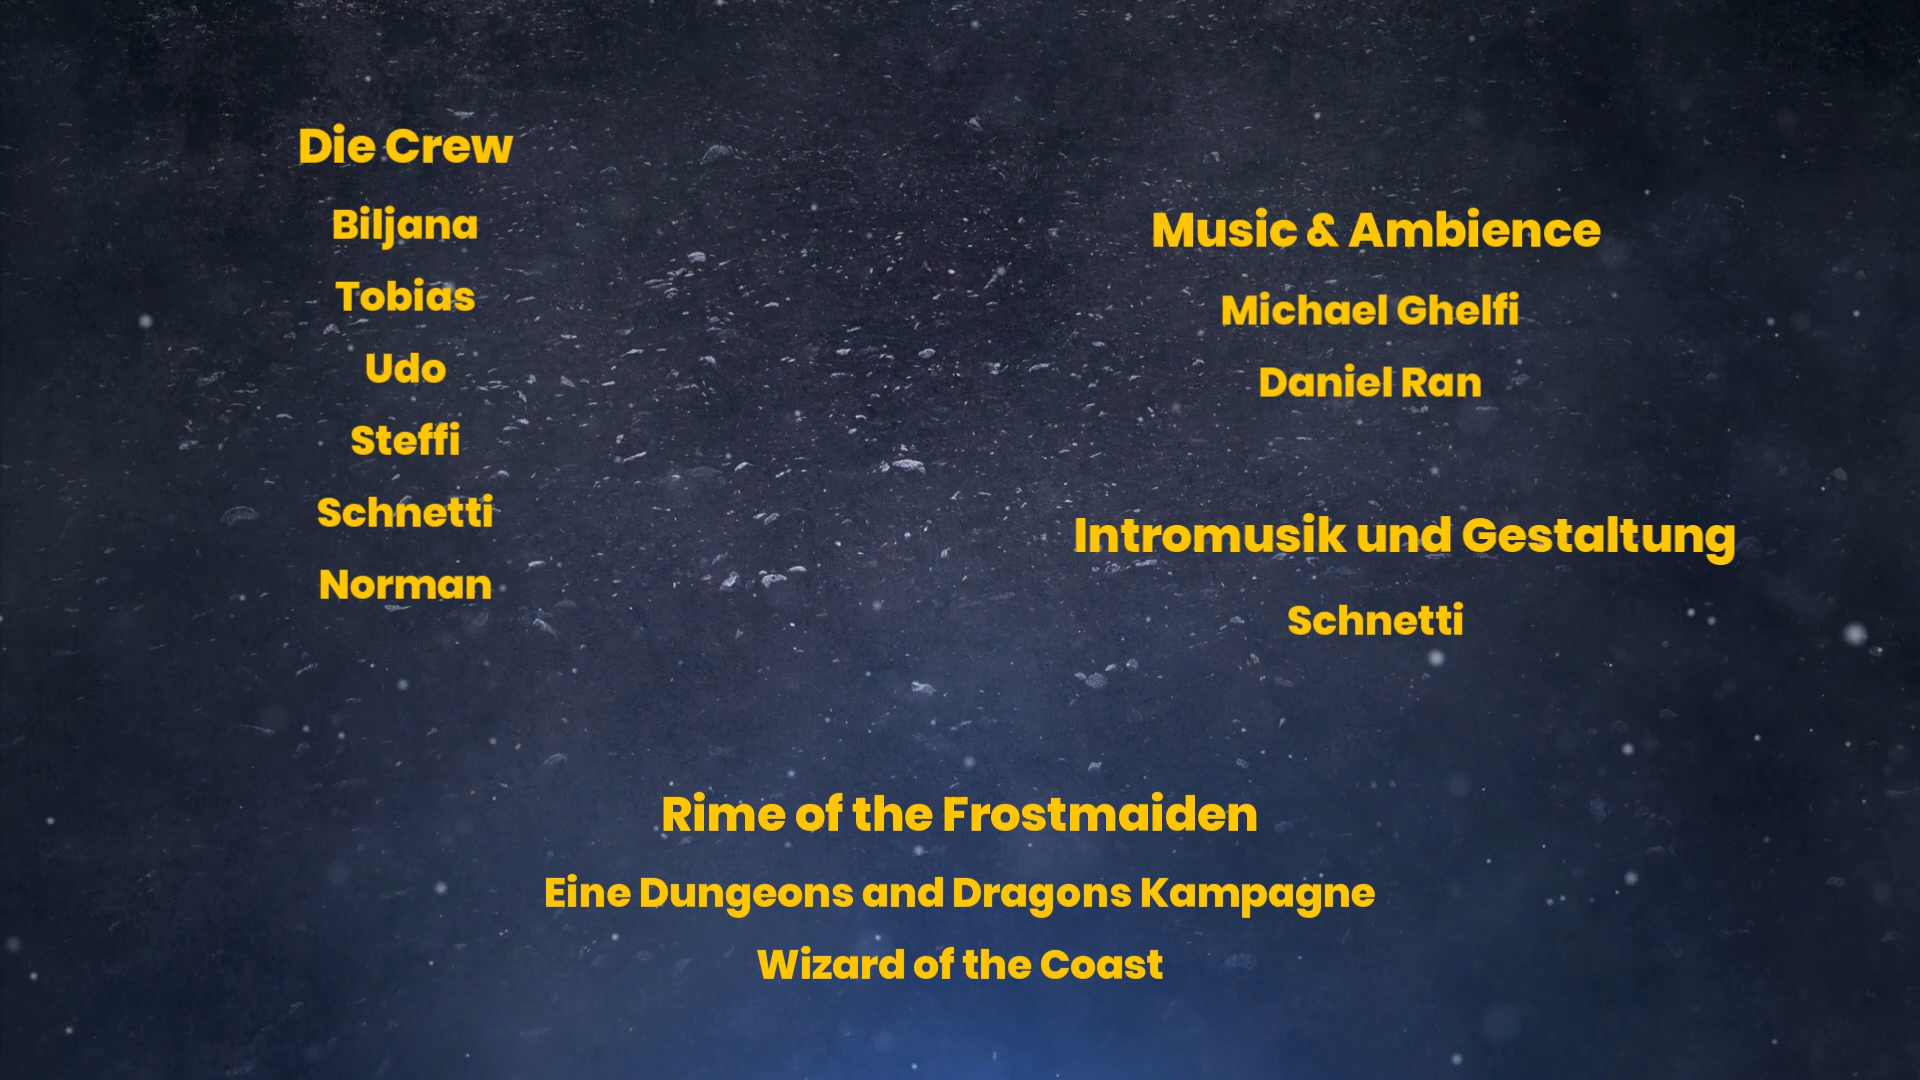 Die Crew
Biljana
Tobias
Udo
Steffi
Schnetti
Norman
Music & Ambience
Michael Ghelfi
Daniel Ran
Intromusik und Gestaltung
Schnetti
Rime of the Frostmaiden
Eine Dungeons and Dragons Kampagne
Wizard of the Coast